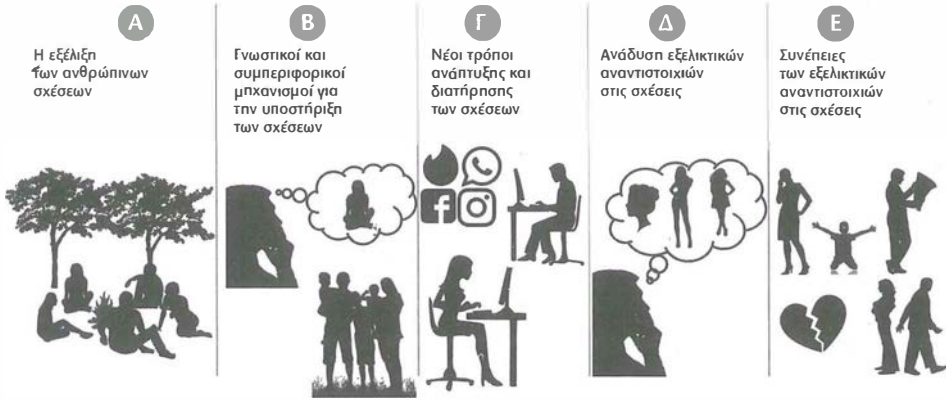 Α
Η εξέλιξη
των ανθρώπινων
σχέσεων
Β
Γνωστικοί και
συμπεριφορικοί
μηχανισμοί για
την υποστήριξη
των σχέσεων
Γ
Νέοι τρόποι
ανάπτυξης και
διατήρησης
των σχέσεων
Δ
Ανάδυση εξελικτικών
αναντιστοιχιών
στις σχέσεις
Ε
Συνέπειες
των εξελικτικών
αναντιστοιχιών
στις σχέσεις